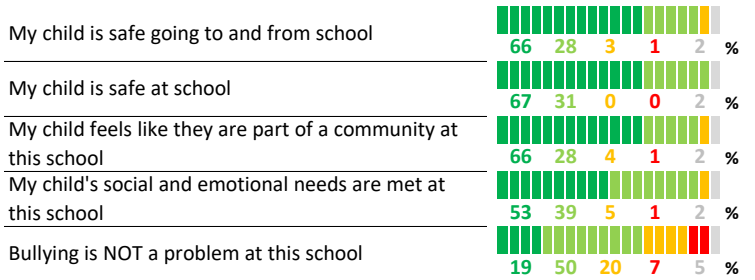 My child is safe going to and from school
66 28 3 1 2 %
My child is safe at school
67 31 0 0 2 %
My child feels like they are part of a community at
this school
66 28 4 1 2 %
My child's social and emotional needs are met at
this school
53 39 5 1 2 %
Bullying is NOT a problem at this school
19 50 20 7 5 %